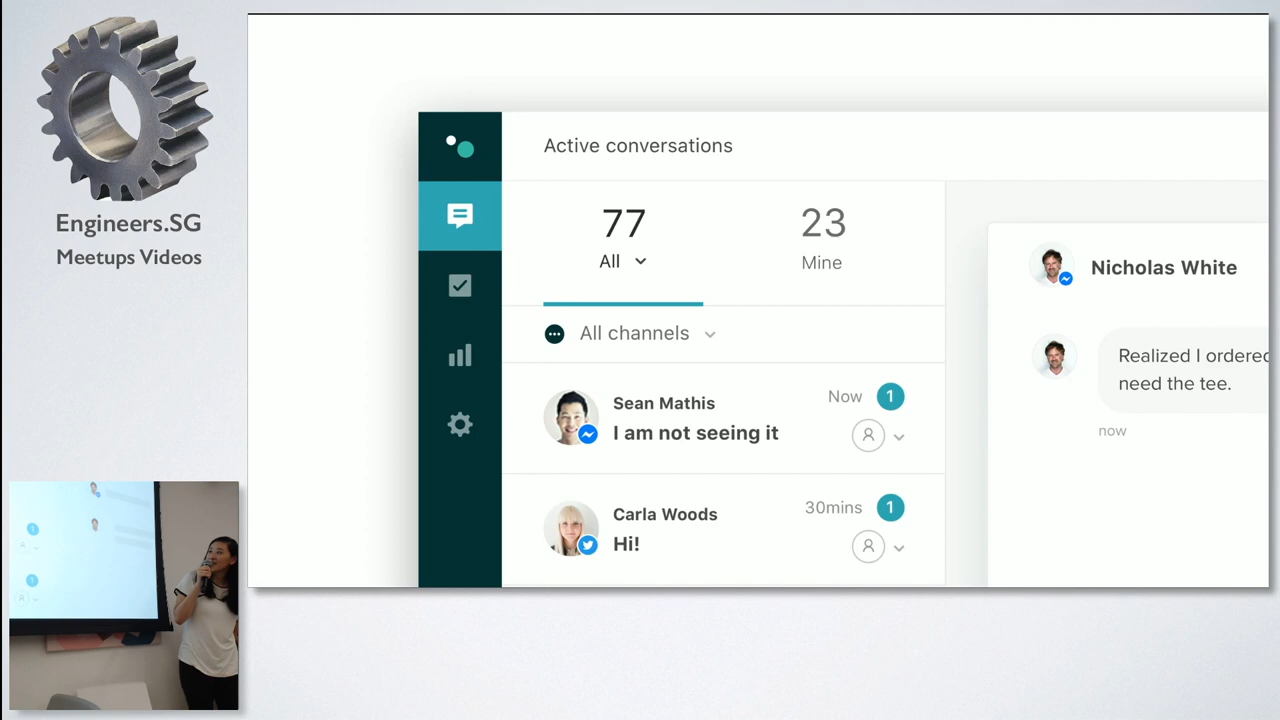 Engineers.SG
Meetups Videos
Active conversations
77
All
23
Mine
All channels
Sean Mathis
I am not seeing it
Now
1
Carla Woods
Hi!
30mins
1
Nicholas White
Realized I ordered
need the tee.
now